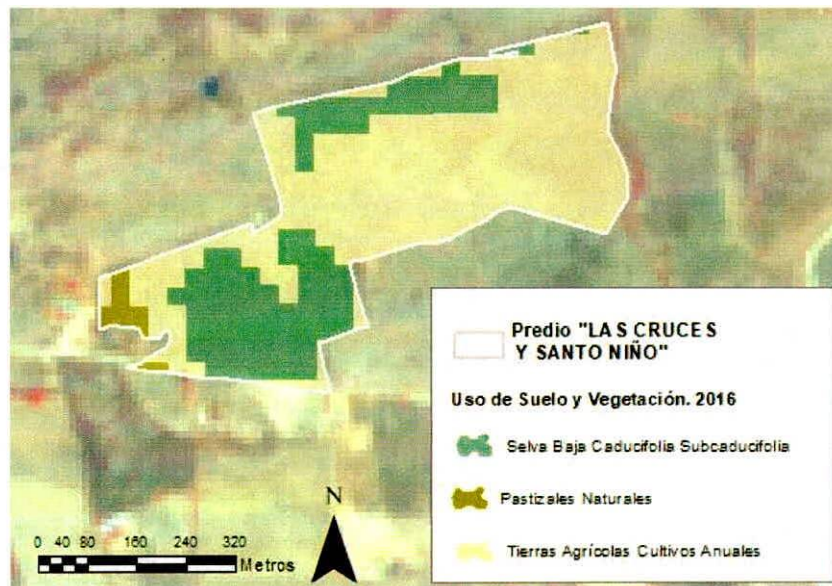 Predio "LAS CRUCES
Y SANTO NIÑO"
Uso de Suelo y Vegetación. 2016
Selva Baja Caducifolia Subcaducifolia
Pastizales Naturales
Tierras Agrícolas Cultivos Anuales
N
0 40 80 160 240 320
Metros